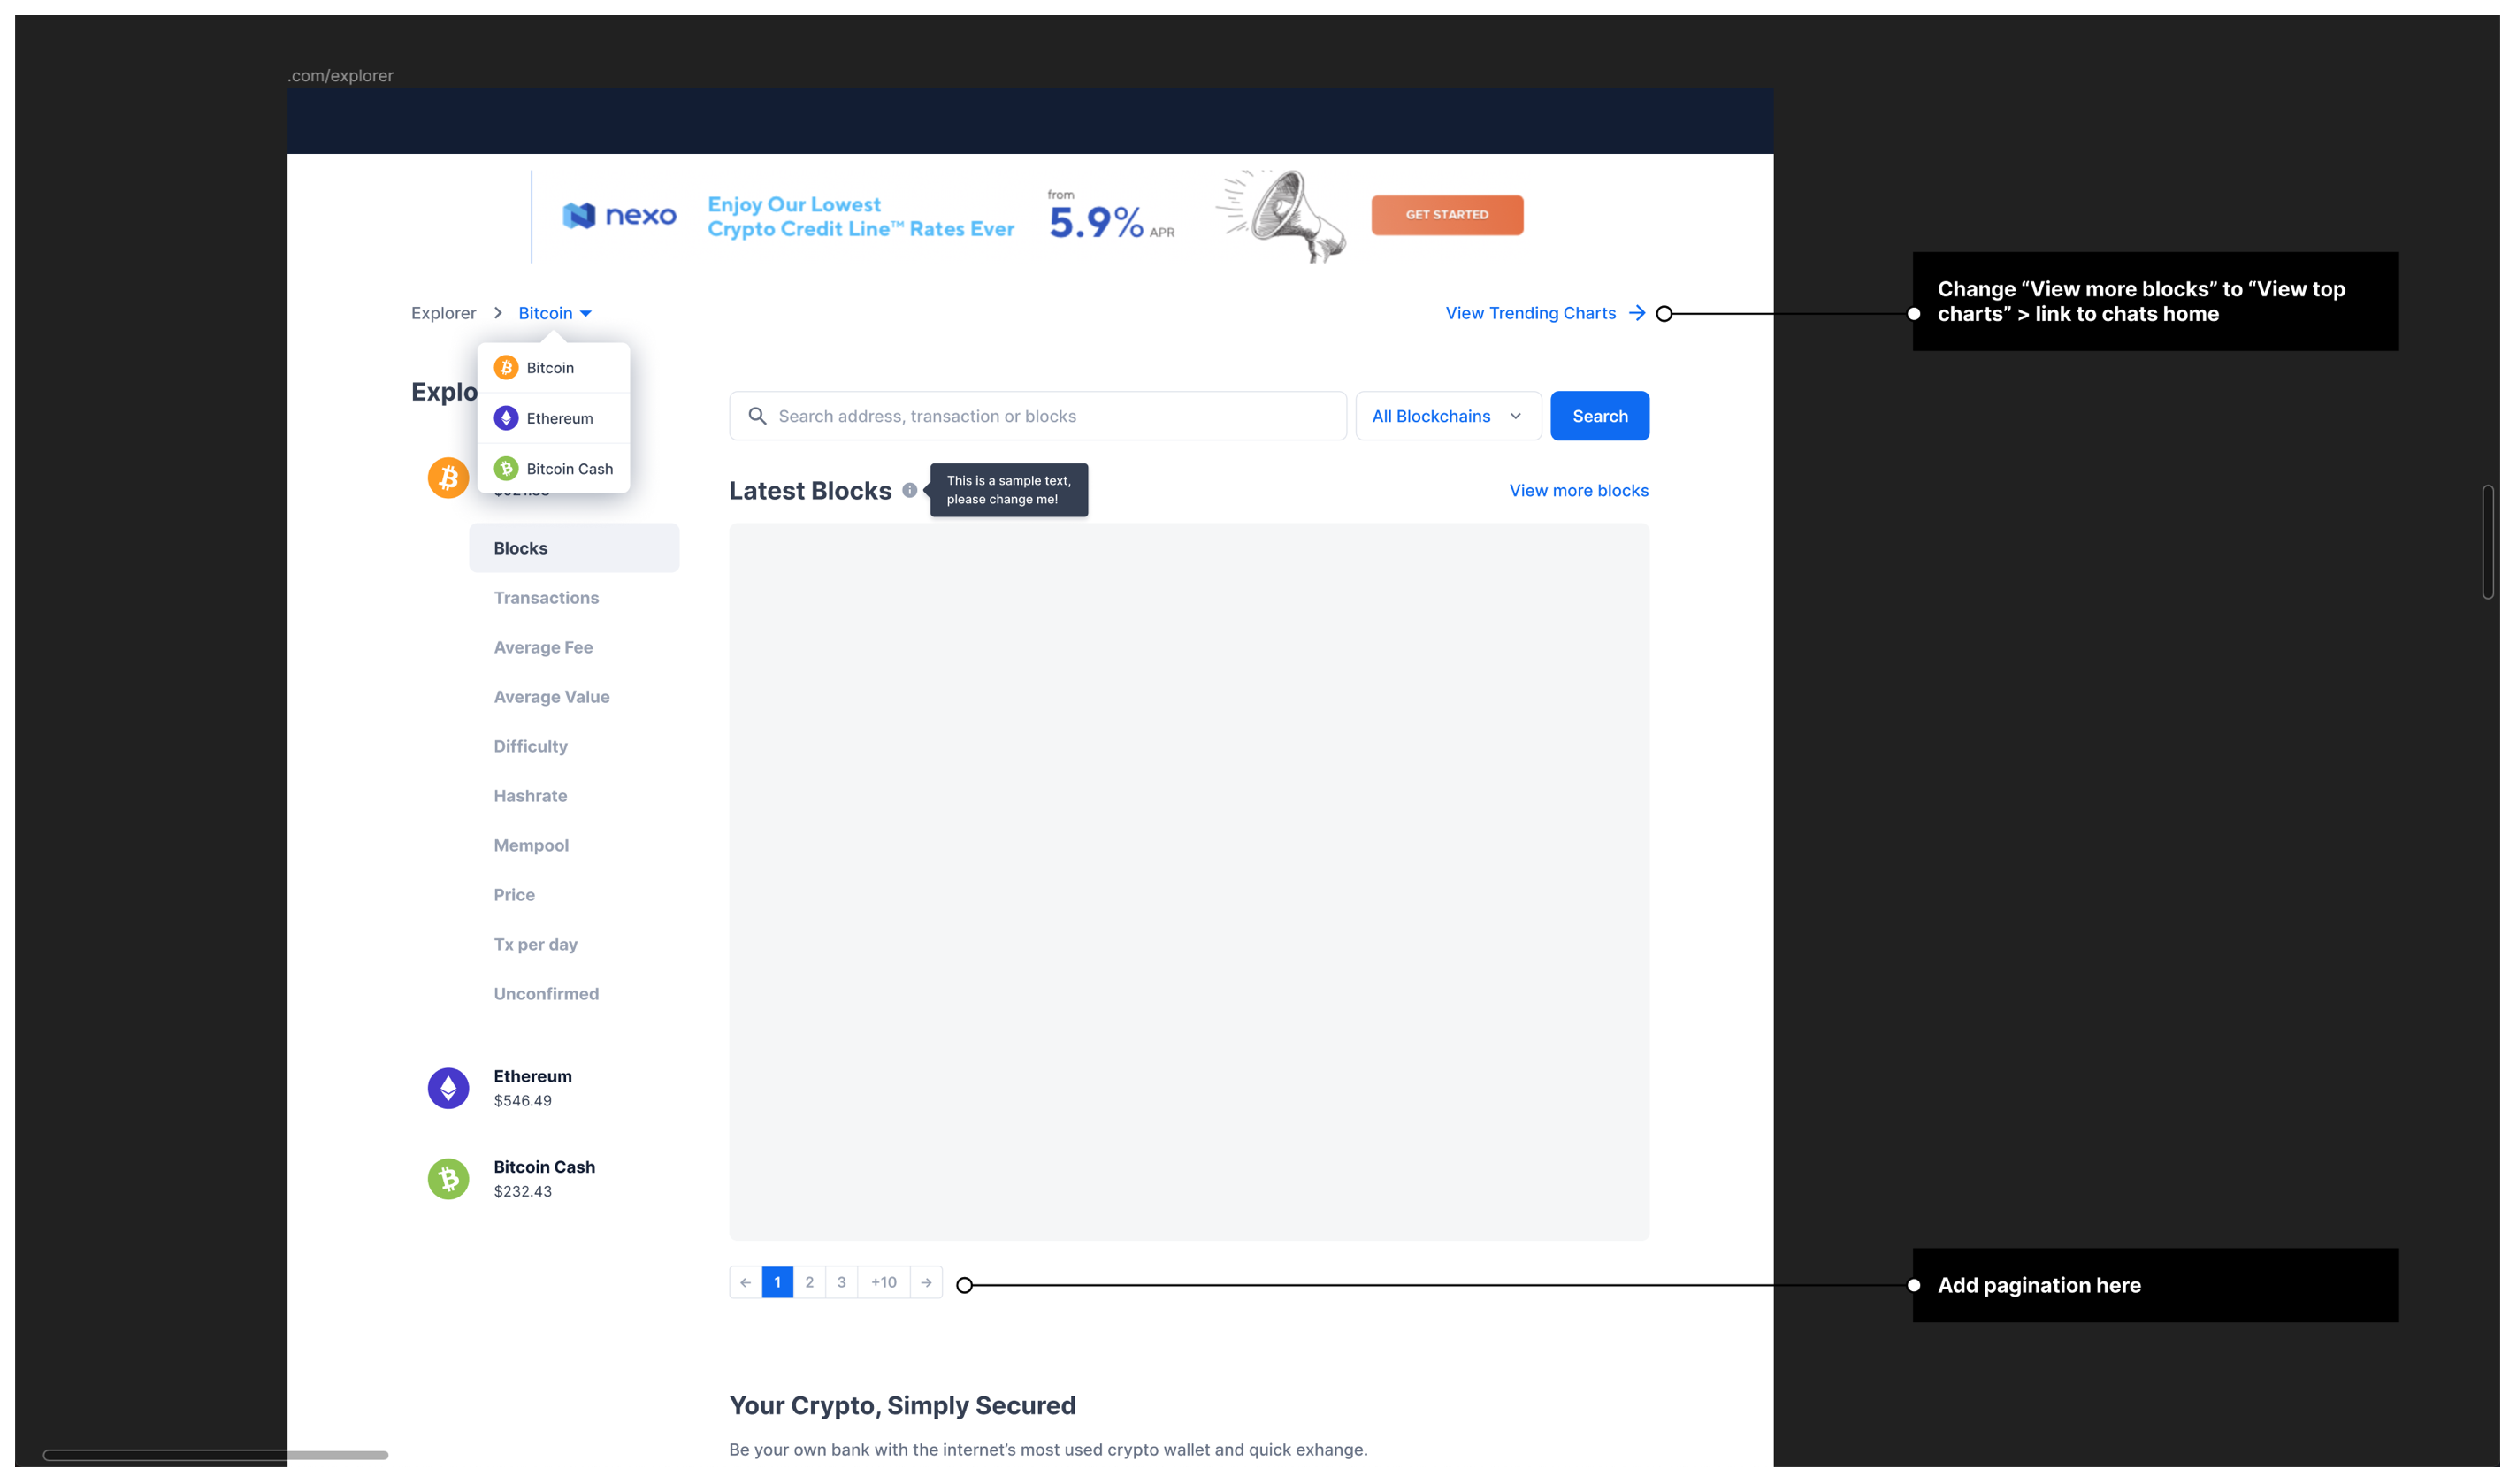 .com/explorer
nexo
Enjoy Our Lowest
Crypto Credit Line™ Rates Ever
from
5.9% APR
GET STARTED
Explorer > Bitcoin
View Trending Charts →
Change “View more blocks” to “View top
charts” > link to chats home
Bitcoin
Ethereum
Bitcoin Cash
Explo
Search address, transaction or blocks
All Blockchains
Search
Latest Blocks
This is a sample text,
please change me!
View more blocks
Blocks
Transactions
Average Fee
Average Value
Difficulty
Hashrate
Mempool
Price
Tx per day
Unconfirmed
Ethereum
$546.49
Bitcoin Cash
$232.43
← 1 2 3 +10 →
Add pagination here
Your Crypto, Simply Secured
Be your own bank with the internet’s most used crypto wallet and quick exhange.